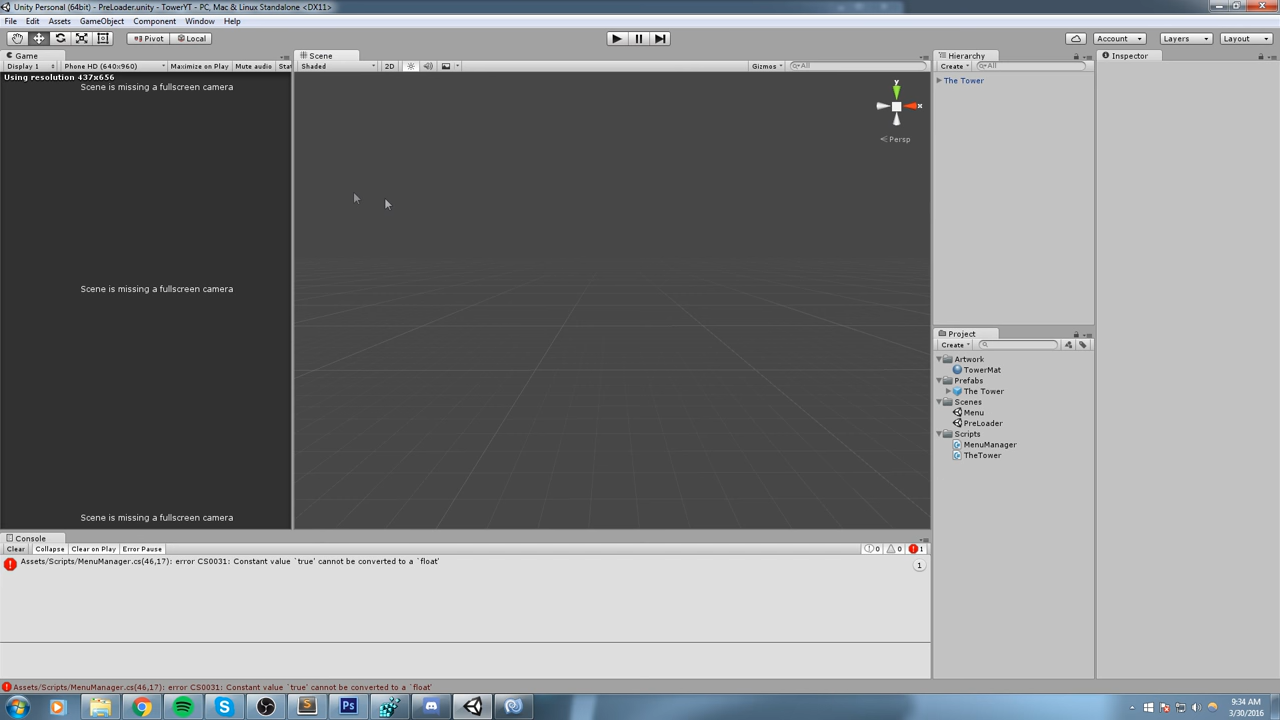 Unity Personal (64bit) - PreLoader.unity - TowerYT - PC, Mac & Linux Standalone <DX11>
File Edit Assets GameObject Component Window Help
Pivot Local Account Layers Layout
Game Scene Hierarchy Inspector
Display 1 Phone HD (640x960) Maximize on Play Mute audio Stat Shaded 2D Gizmos All Create All
Using resolution 437x656
Scene is missing a fullscreen camera
The Tower
y
x
Persp
Scene is missing a fullscreen camera
Project
Create
Artwork
TowerMat
Prefabs
The Tower
Scenes
Menu
PreLoader
Scripts
MenuManager
TheTower
Scene is missing a fullscreen camera
Console
Clear Collapse Clear on Play Error Pause 0 0 1
Assets/Scripts/MenuManager.cs(46,17): error CS0031: Constant value `true' cannot be converted to a `float' 1
Assets/Scripts/MenuManager.cs(46,17): error CS0031: Constant value `true' cannot be converted to a `float'
9:34 AM
3/30/2016